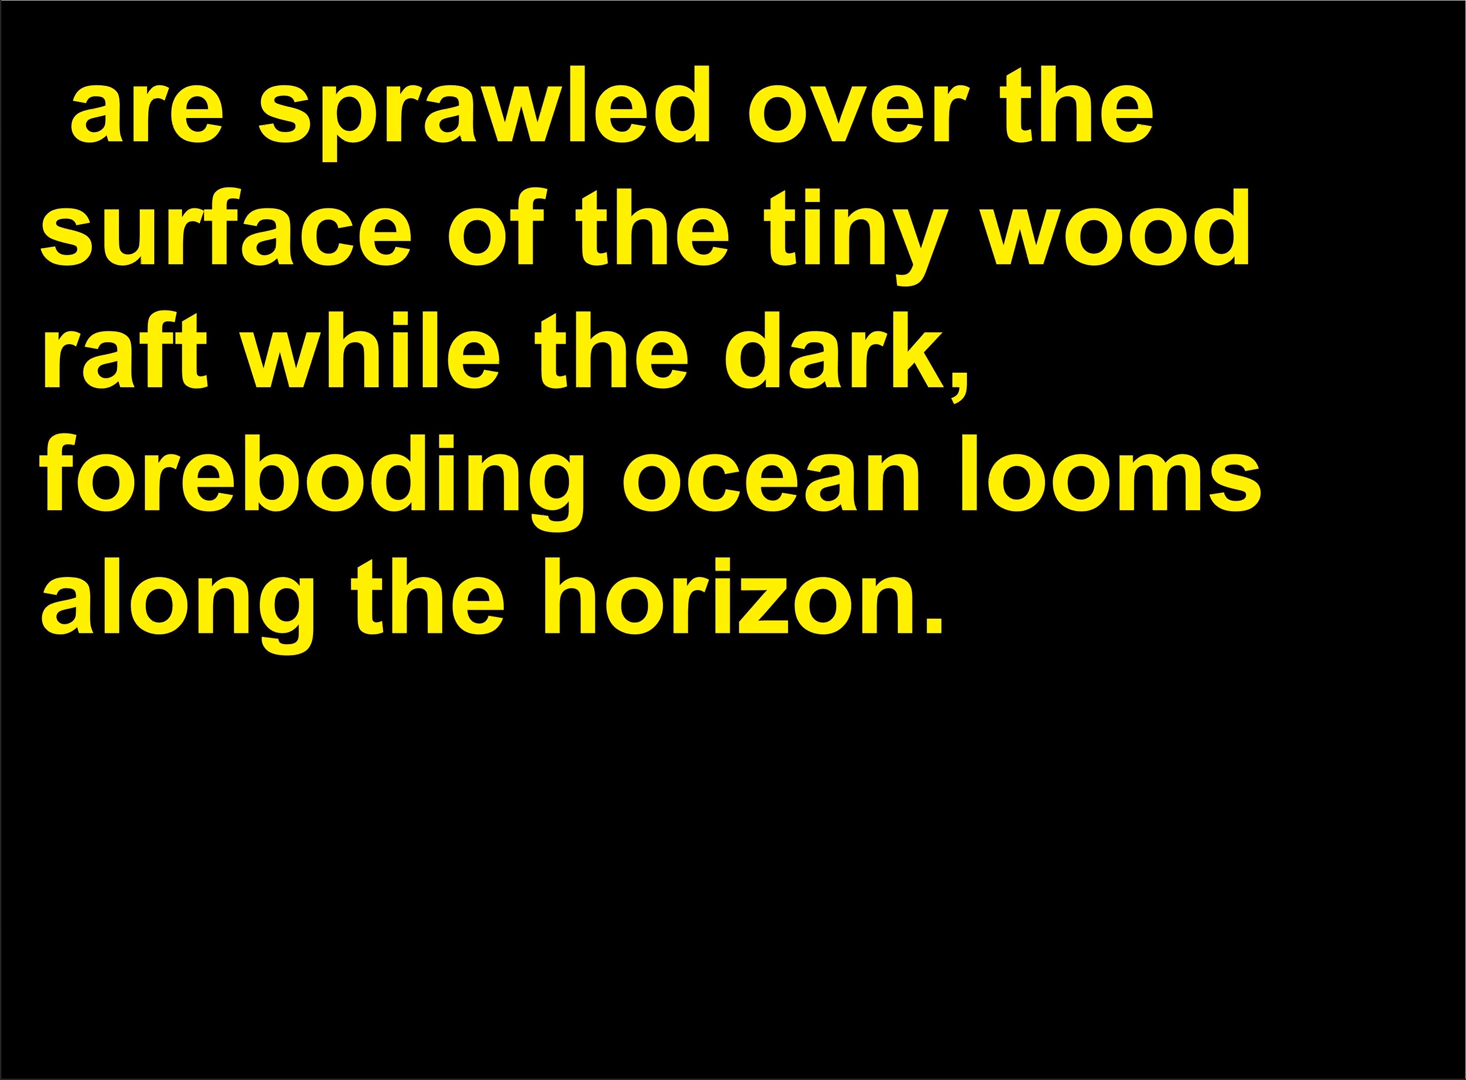 are sprawled over the
surface of the tiny wood
raft while the dark,
foreboding ocean looms
along the horizon.